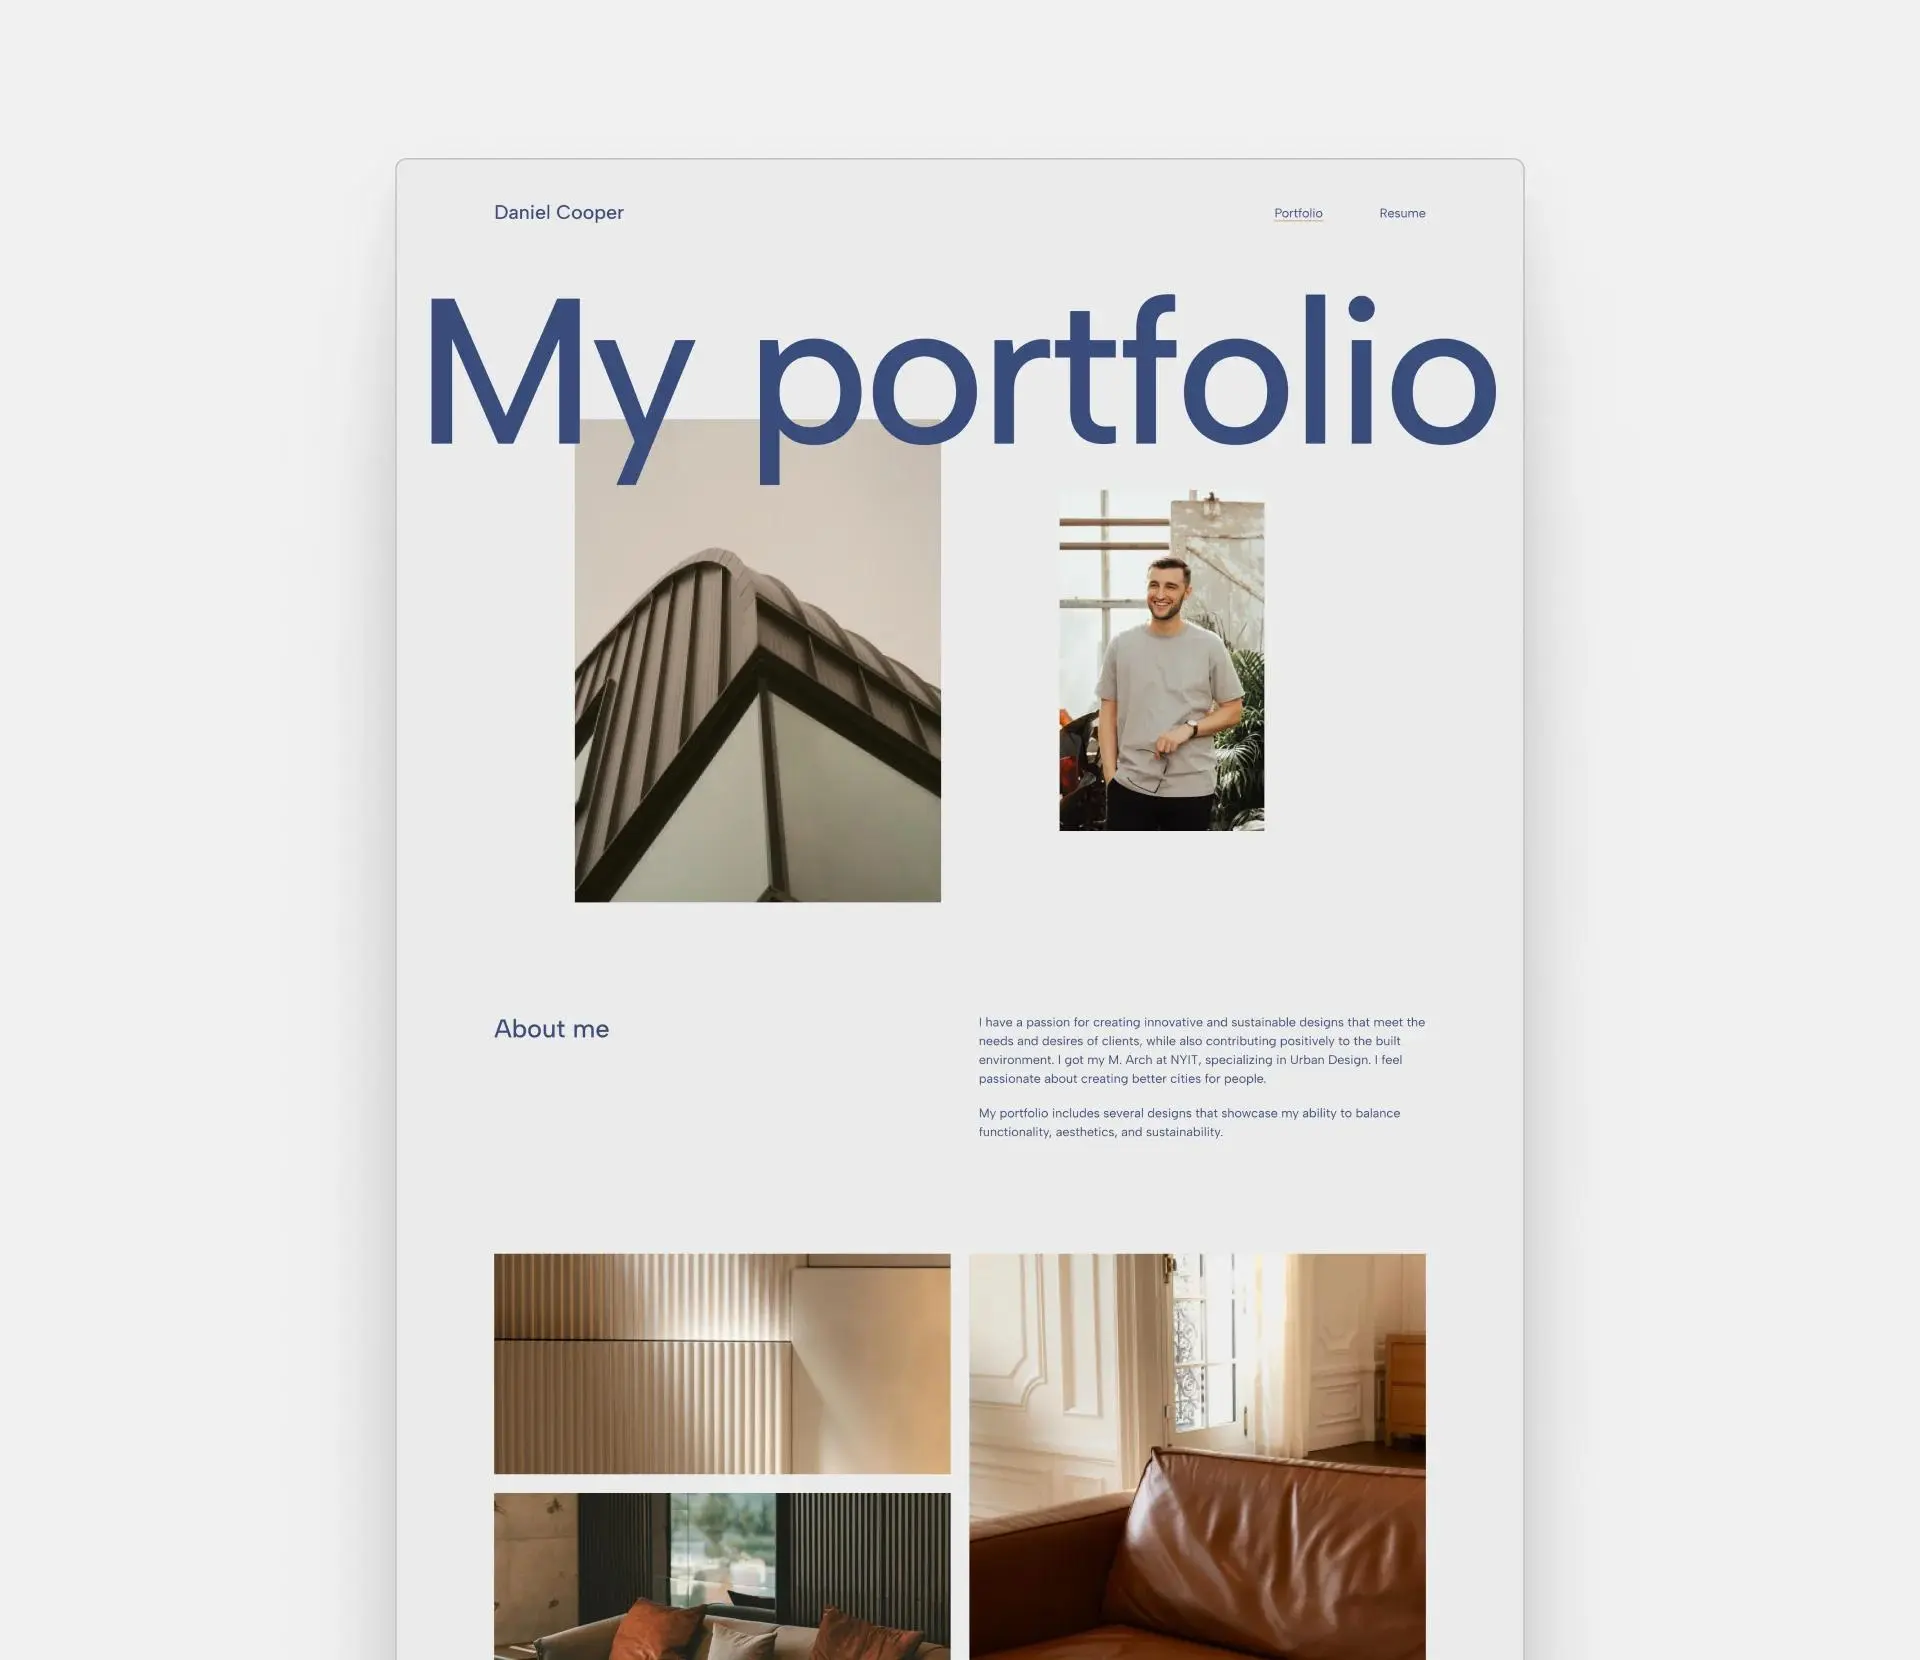 Daniel Cooper
Portfolio
Resume
My portfolio
About me
I have a passion for creating innovative and sustainable designs that meet the
needs and desires of clients, while also contributing positively to the built
environment. I got my M. Arch at NYIT, specializing in Urban Design. I feel
passionate about creating better cities for people.
My portfolio includes several designs that showcase my ability to balance
functionality, aesthetics, and sustainability.